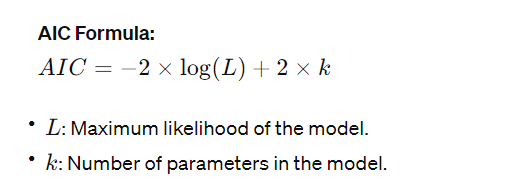 AIC Formula:
AIC = −2 × log(L) + 2 × k
• L: Maximum likelihood of the model.
• k: Number of parameters in the model.